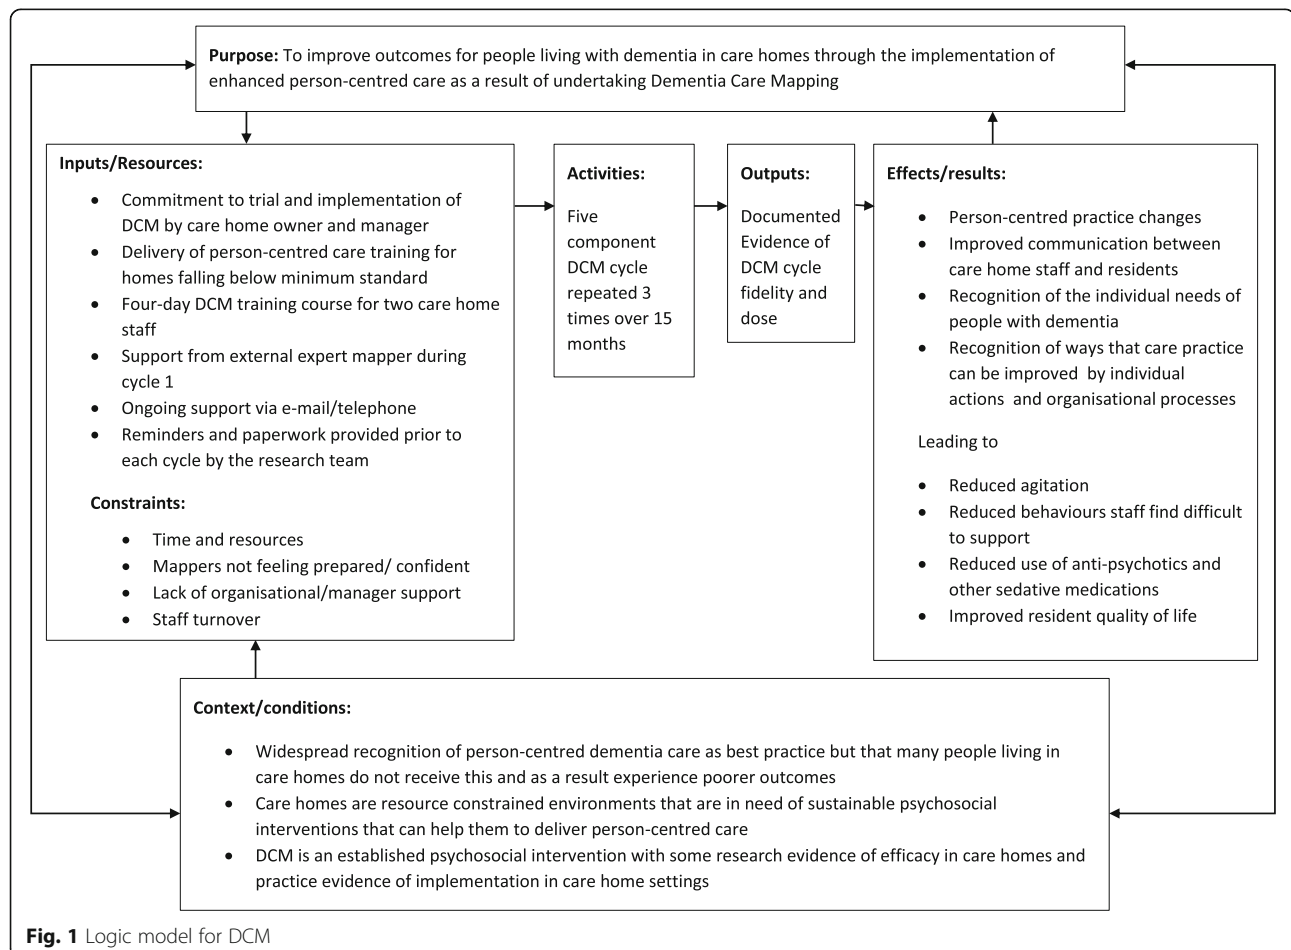 Purpose: To improve outcomes for people living with dementia in care homes through the implementation of
enhanced person-centred care as a result of undertaking Dementia Care Mapping
Inputs/Resources:
• Commitment to trial and implementation of
DCM by care home owner and manager
• Delivery of person-centred care training for
homes falling below minimum standard
• Four-day DCM training course for two care home
staff
• Support from external expert mapper during
cycle 1
• Ongoing support via e-mail/telephone
• Reminders and paperwork provided prior to
each cycle by the research team
Constraints:
• Time and resources
• Mappers not feeling prepared/ confident
• Lack of organisational/manager support
• Staff turnover
Activities:
Five
component
DCM cycle
repeated 3
times over 15
months
Outputs:
Documented
Evidence of
DCM cycle
fidelity and
dose
Effects/results:
• Person-centred practice changes
• Improved communication between
care home staff and residents
• Recognition of the individual needs of
people with dementia
• Recognition of ways that care practice
can be improved by individual
actions and organisational processes
Leading to
• Reduced agitation
• Reduced behaviours staff find difficult
to support
• Reduced use of anti-psychotics and
other sedative medications
• Improved resident quality of life
Context/conditions:
• Widespread recognition of person-centred dementia care as best practice but that many people living in
care homes do not receive this and as a result experience poorer outcomes
• Care homes are resource constrained environments that are in need of sustainable psychosocial
interventions that can help them to deliver person-centred care
• DCM is an established psychosocial intervention with some research evidence of efficacy in care homes and
practice evidence of implementation in care home settings
Fig. 1 Logic model for DCM